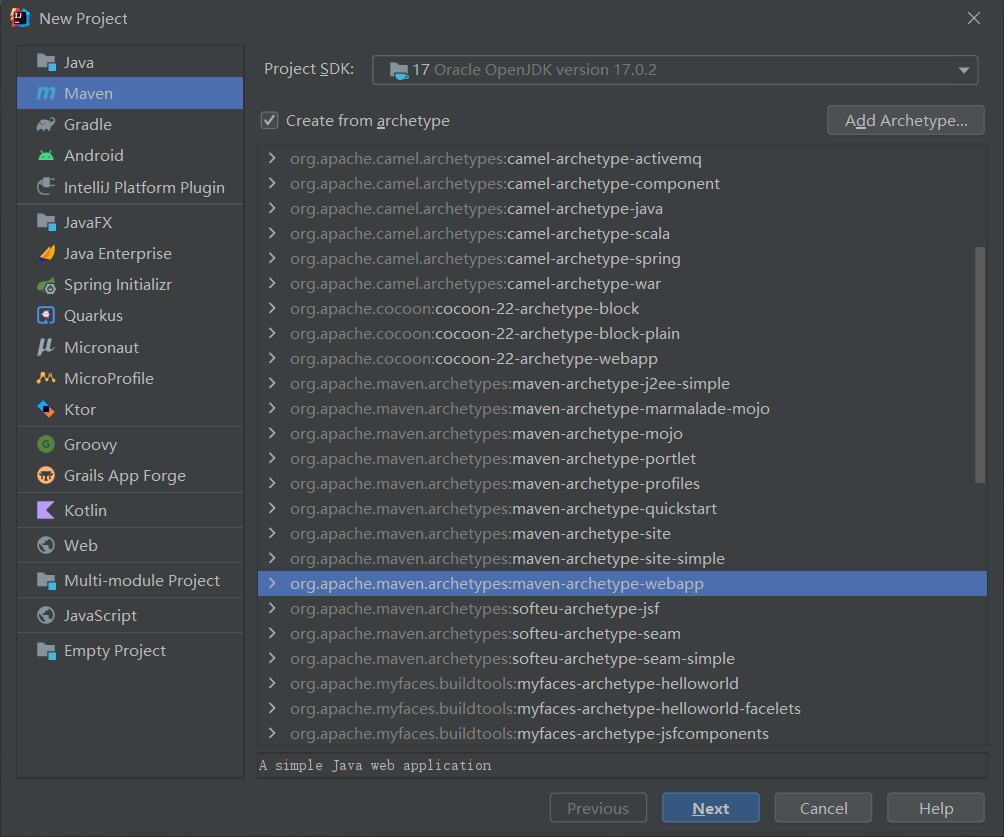 New Project
Java
Maven
Gradle
Android
IntelliJ Platform Plugin
JavaFX
Java Enterprise
Spring Initializr
Quarkus
Micronaut
MicroProfile
Ktor
Groovy
Grails App Forge
Kotlin
Web
Multi-module Project
JavaScript
Empty Project
Project SDK: 17 Oracle OpenJDK version 17.0.2
Create from archetype
Add Archetype...
org.apache.camel.archetypes:camel-archetype-activemq
org.apache.camel.archetypes:camel-archetype-component
org.apache.camel.archetypes:camel-archetype-java
org.apache.camel.archetypes:camel-archetype-scala
org.apache.camel.archetypes:camel-archetype-spring
org.apache.camel.archetypes:camel-archetype-war
org.apache.cocoon:cocoon-22-archetype-block
org.apache.cocoon:cocoon-22-archetype-block-plain
org.apache.cocoon:cocoon-22-archetype-webapp
org.apache.maven.archetypes:maven-archetype-j2ee-simple
org.apache.maven.archetypes:maven-archetype-marmalade-mojo
org.apache.maven.archetypes:maven-archetype-mojo
org.apache.maven.archetypes:maven-archetype-portlet
org.apache.maven.archetypes:maven-archetype-profiles
org.apache.maven.archetypes:maven-archetype-quickstart
org.apache.maven.archetypes:maven-archetype-site
org.apache.maven.archetypes:maven-archetype-site-simple
org.apache.maven.archetypes:maven-archetype-webapp
org.apache.maven.archetypes:softeu-archetype-jsf
org.apache.maven.archetypes:softeu-archetype-seam
org.apache.maven.archetypes:softeu-archetype-seam-simple
org.apache.myfaces.buildtools:myfaces-archetype-helloworld
org.apache.myfaces.buildtools:myfaces-archetype-helloworld-facelets
org.apache.myfaces.buildtools:myfaces-archetype-jsfcomponents
A simple Java web application
Previous
Next
Cancel
Help